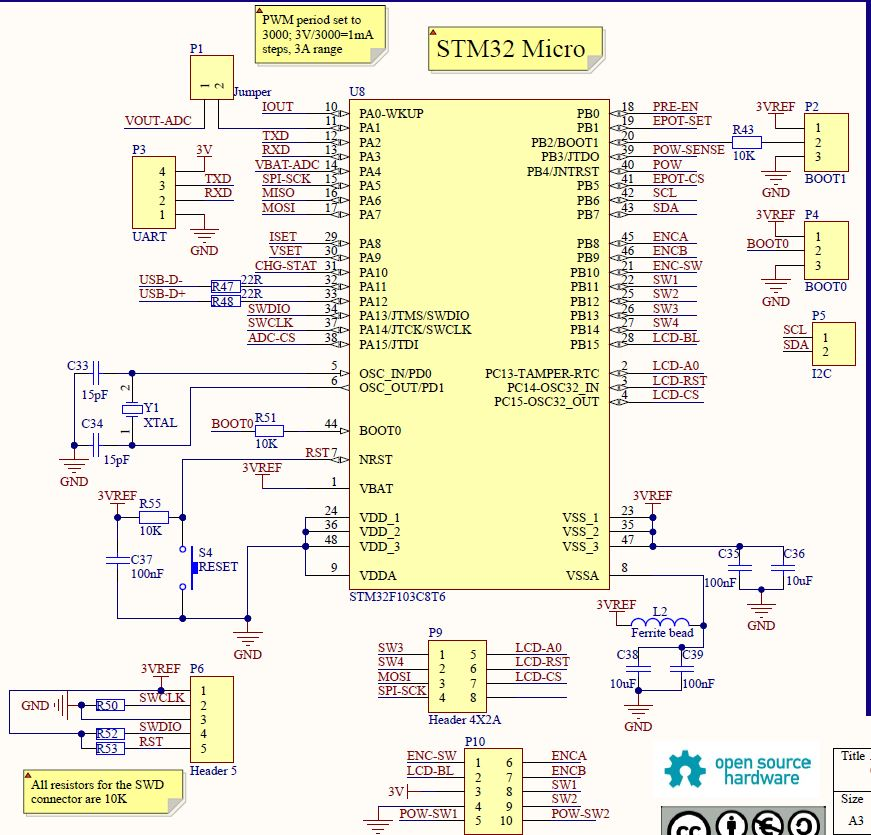 PWM period set to
3000; 3V/3000=1mA
steps, 3A range
STM32 Micro
P1
1 2
Jumper
VOUT-ADC
P3
3V
4
TXD 3
RXD 2
1
UART
GND
U8
IOUT 10 PA0-WKUP
11 PA1
TXD 12 PA2
RXD 13 PA3
VBAT-ADC 14 PA4
SPI-SCK 15 PA5
MISO 16 PA6
MOSI 17 PA7
ISET 29 PA8
VSET 30 PA9
CHG-STAT 31 PA10
USB-D- R47 22R 32 PA11
USB-D+ R48 22R 33 PA12
SWDIO 34 PA13/JTMS/SWDIO
SWCLK 37 PA14/JTCK/SWCLK
ADC-CS 38 PA15/JTDI
5 OSC_IN/PD0
6 OSC_OUT/PD1
BOOT0 R51 44 BOOT0
10K
RST 7 NRST
3VREF
1 VBAT
24 VDD_1
36 VDD_2
48 VDD_3
9 VDDA
STM32F103C8T6
PB0 18 PRE-EN
PB1 19 EPOT-SET
PB2/BOOT1 20
PB3/JTDO 39 POW-SENSE
PB4/JNTRST 40 POW
PB5 41 EPOT-CS
PB6 42 SCL
PB7 43 SDA
PB8 45 ENCA
PB9 46 ENCB
PB10 21 ENC-SW
PB11 22 SW1
PB12 25 SW2
PB13 26 SW3
PB14 27 SW4
PB15 28 LCD-BL
PC13-TAMPER-RTC 2 LCD-A0
PC14-OSC32_IN 3 LCD-RST
PC15-OSC32_OUT 4 LCD-CS
3VREF
VSS_1 23
VSS_2 35
VSS_3 47
VSSA 8
R43
10K
3VREF P2
1
2
3
GND
BOOT1
3VREF P4
1
BOOT0 2
3
GND
BOOT0
P5
SCL 1
SDA 2
I2C
C33
15pF
2
Y1
XTAL
1
C34
15pF
GND
3VREF
R55
10K
C37
100nF
S4
RESET
GND
C35
100nF
C36
10uF
GND
3VREF
L2
Ferrite bead
C38
10uF
C39
100nF
GND
3VREF P6
1
SWCLK 2
GND R50
3
SWDIO 4
R52
RST 5
R53
Header 5
All resistors for the SWD
connector are 10K
P9
SW3 1 5 LCD-A0
SW4 2 6 LCD-RST
MOSI 3 7 LCD-CS
SPI-SCK 4 8
Header 4X2A
P10
ENC-SW 1 6 ENCA
LCD-BL 2 7 ENCB
3V 3 8 SW1
4 9 SW2
POW-SW1 5 10 POW-SW2
open source
hardware
cc
Title
Size
A3